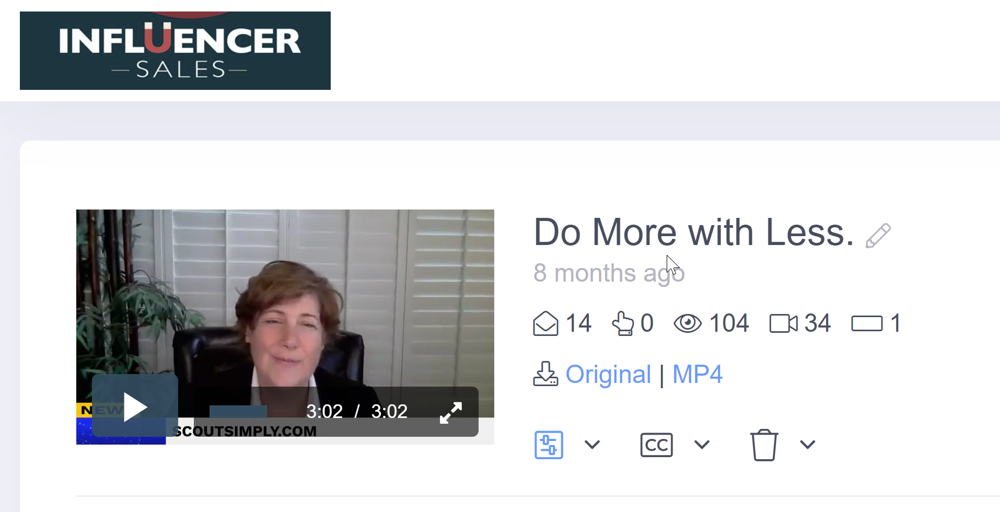 INFLUENCER
SALES
Do More with Less.
8 months ago
14 0 104 34 1
Original | MP4
3:02 / 3:02
NEW
SCOUTSIMPLY.COM
CC